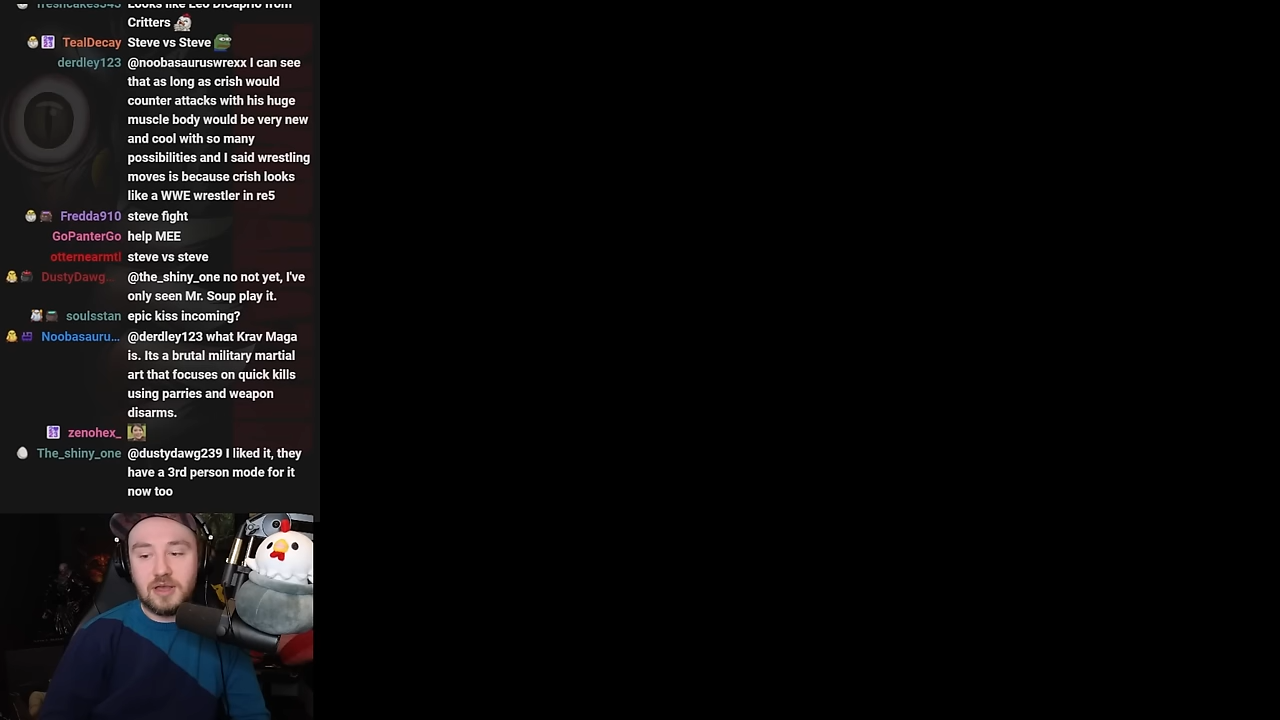 Looks like Leo DiCaprio from
Critters
TealDecay Steve vs Steve
derdley123 @noobasauruswrexx I can see
that as long as crish would
counter attacks with his huge
muscle body would be very new
and cool with so many
possibilities and I said wrestling
moves is because crish looks
like a WWE wrestler in re5
Fredda910 steve fight
GoPanterGo help MEE
otternearmtl steve vs steve
DustyDawg... @the_shiny_one no not yet, I've
only seen Mr. Soup play it.
soulsstan epic kiss incoming?
Noobasauru... @derdley123 what Krav Maga
is. Its a brutal military martial
art that focuses on quick kills
using parries and weapon
disarms.
zenohex_
The_shiny_one @dustydawg239 I liked it, they
have a 3rd person mode for it
now too